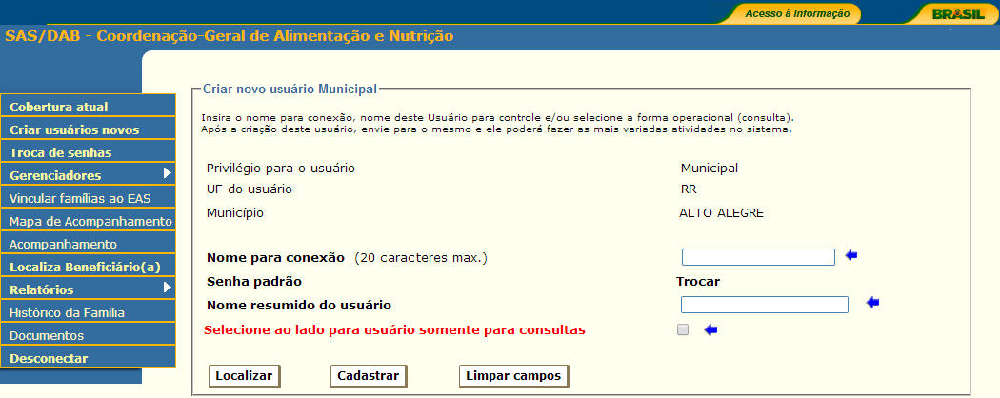 Acesso à Informação
BRASIL
SAS/DAB - Coordenação-Geral de Alimentação e Nutrição
Cobertura atual
Criar usuários novos
Troca de senhas
Gerenciadores
Vincular famílias ao EAS
Mapa de Acompanhamento
Acompanhamento
Localiza Beneficiário(a)
Relatórios
Histórico da Família
Documentos
Desconectar
Criar novo usuário Municipal
Insira o nome para conexão, nome deste Usuário para controle e/ou selecione a forma operacional (consulta).
Após a criação deste usuário, envie para o mesmo e ele poderá fazer as mais variadas atividades no sistema.
Privilégio para o usuário Municipal
UF do usuário RR
Município ALTO ALEGRE
Nome para conexão (20 caracteres max.)
Senha padrão Trocar
Nome resumido do usuário
Selecione ao lado para usuário somente para consultas
Localizar Cadastrar Limpar campos